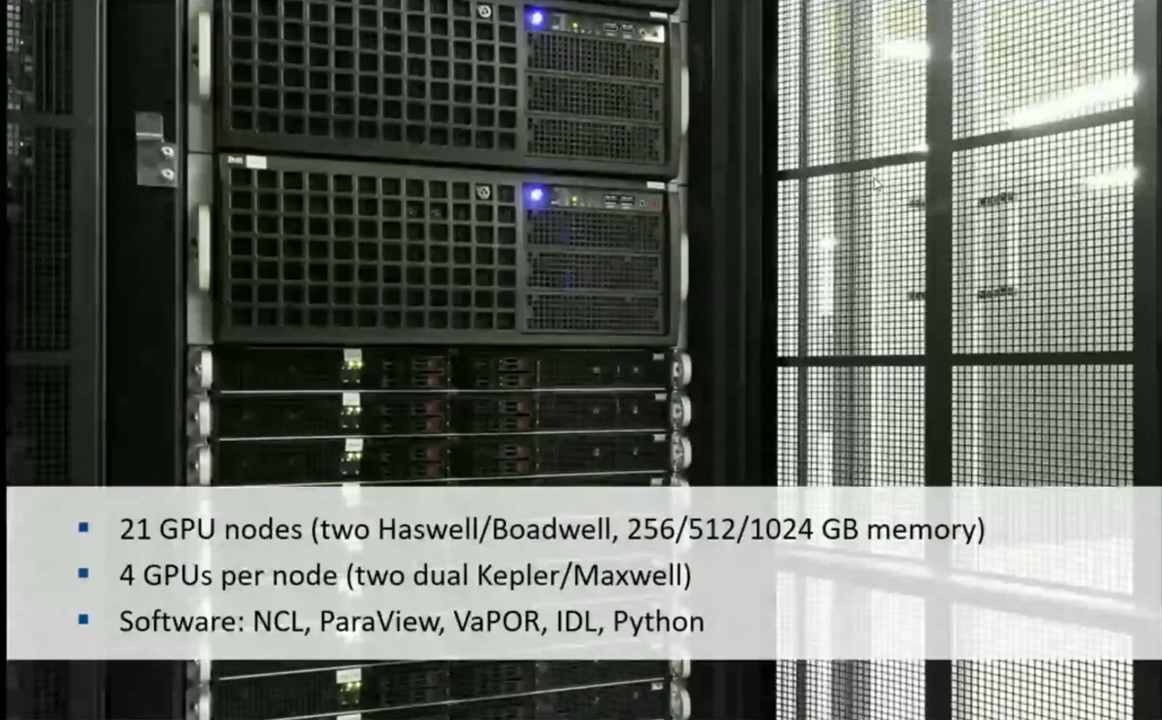 21 GPU nodes (two Haswell/Boadwell, 256/512/1024 GB memory)
4 GPUs per node (two dual Kepler/Maxwell)
Software: NCL, ParaView, VaPOR, IDL, Python